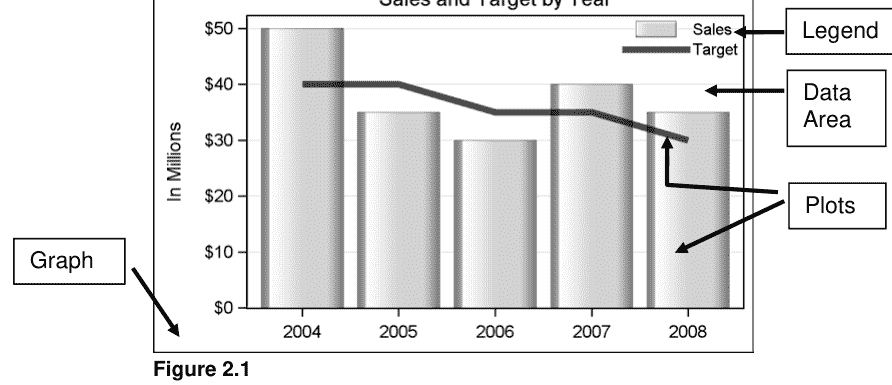 Sales and Target by Year
$50
$40
$30
$20
$10
$0
In Millions
2004 2005 2006 2007 2008
Sales
Target
Legend
Data
Area
Plots
Graph
Figure 2.1